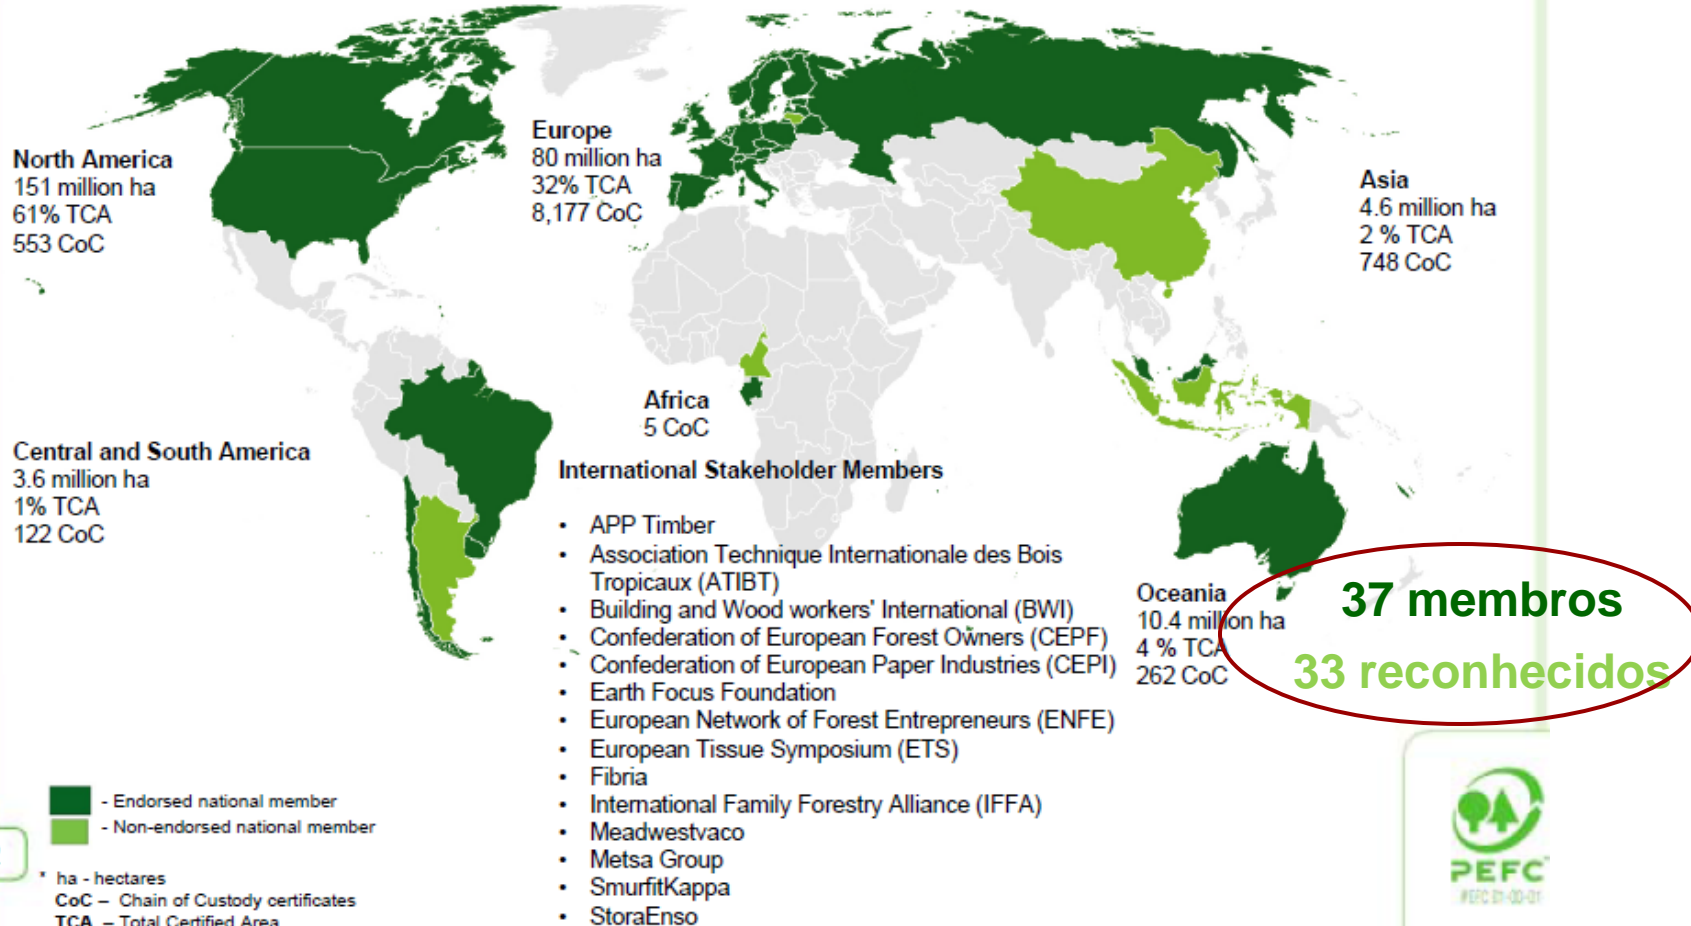 North America
151 million ha
61% TCA
553 CoC
Europe
80 million ha
32% TCA
8,177 CoC
Asia
4.6 million ha
2 % TCA
748 CoC
Africa
5 CoC
Central and South America
3.6 million ha
1% TCA
122 CoC
International Stakeholder Members
• APP Timber
• Association Technique Internationale des Bois
Tropicaux (ATIBT)
• Building and Wood workers' International (BWI)
• Confederation of European Forest Owners (CEPF)
• Confederation of European Paper Industries (CEPI)
• Earth Focus Foundation
• European Network of Forest Entrepreneurs (ENFE)
• European Tissue Symposium (ETS)
• Fibria
• International Family Forestry Alliance (IFFA)
• Meadwestvaco
• Metsa Group
• SmurfitKappa
• StoraEnso
Oceania
10.4 million ha
4 % TCA
262 CoC
37 membros
33 reconhecidos
- Endorsed national member
- Non-endorsed national member
* ha - hectares
CoC – Chain of Custody certificates
TCA – Total Certified Area
PEFC
PEFC 01-00-01